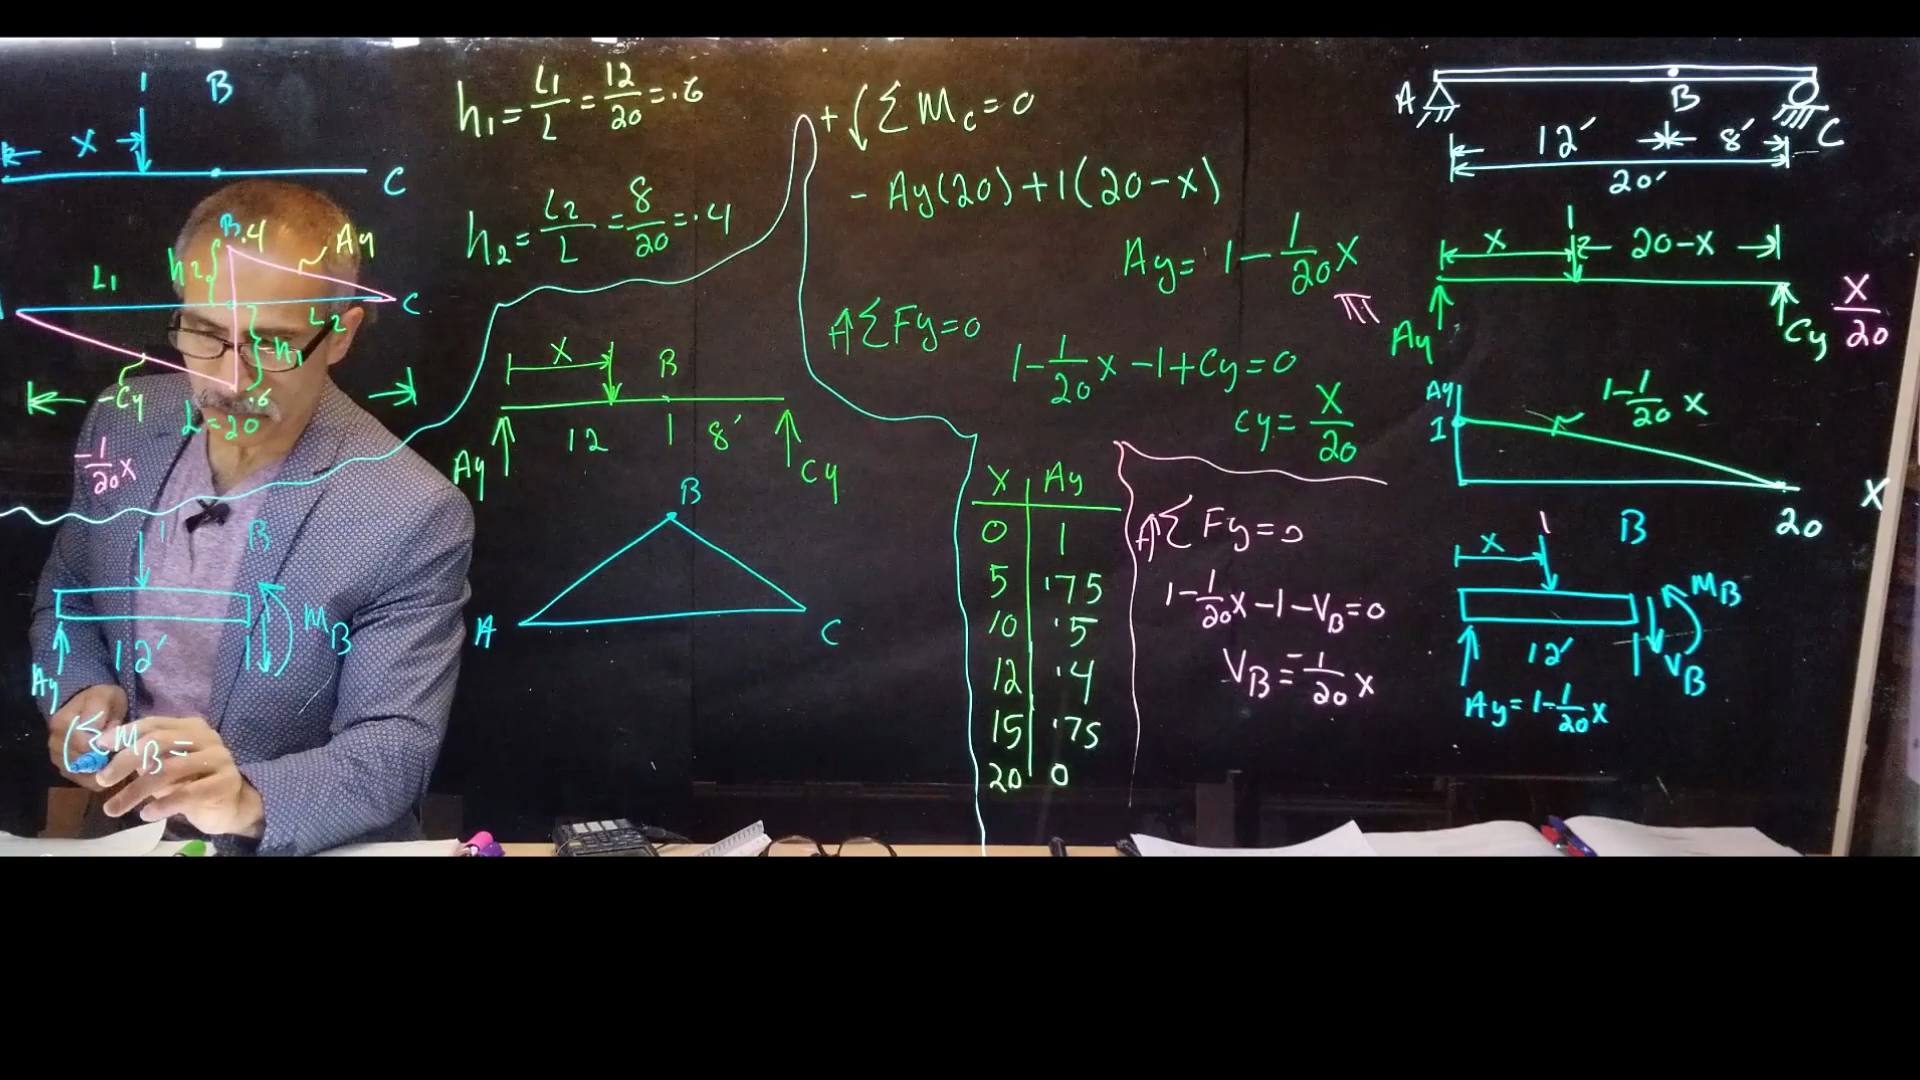 1 B
X
C
B .4 Ay
h2
L1
L2 C
-h1
-Cy .6
L=20
-1/20 X
1 B
MB
12'
Ay
(ΣMB=
h1 = L1/L = 12/20 = .6
h2 = L2/L = 8/20 = .4
X B
12 8'
Ay Cy
B
A C
+ ΣMc=0
- Ay(20)+1(20-X)
Ay= 1-1/20 X
↑ΣFy=0
1-1/20 X -1+Cy=0
Cy= X/20
X Ay
0 1
5 .75
10 .5
12 .4
15 .75
20 0
↑ΣFy=0
1-1/20 X-1-VB=0
VB=-1/20 X
A B C
12' 8'
20'
1
X 20-X
Ay Cy X/20
Ay
1 1-1/20 X
20 X
1 B
X
MB
12' VB
Ay=1-1/20 X